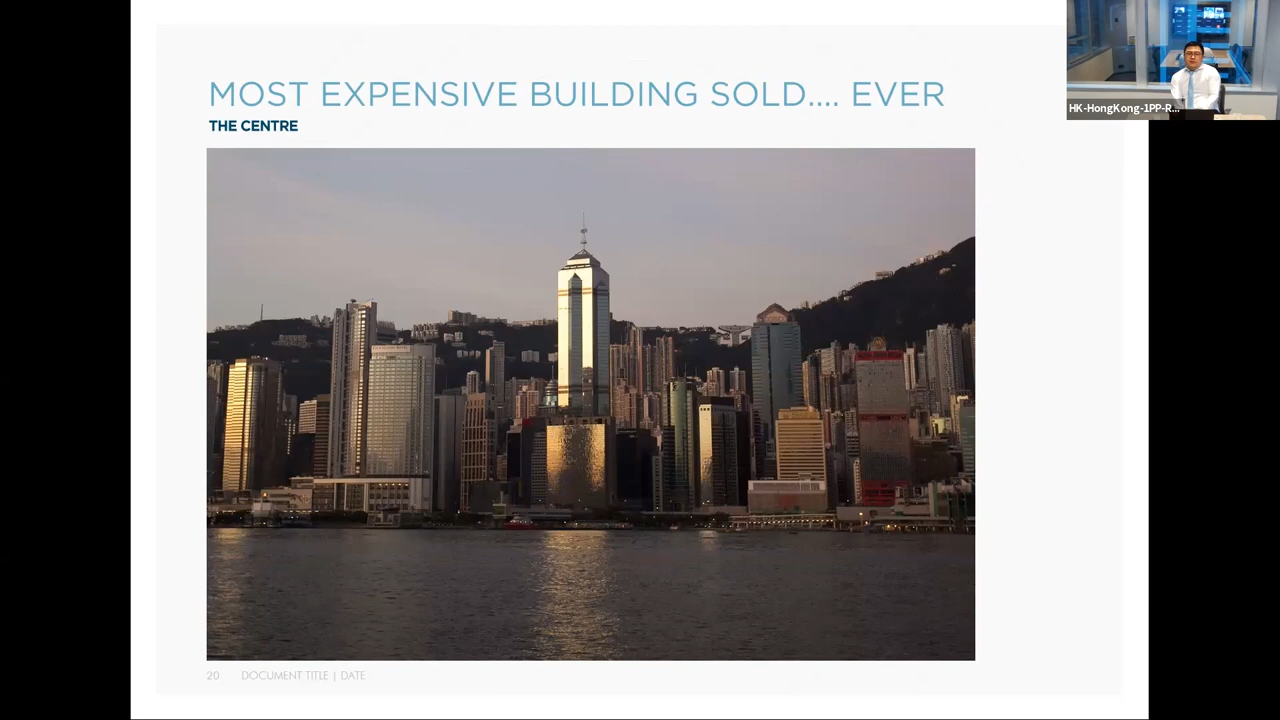 MOST EXPENSIVE BUILDING SOLD.... EVER
THE CENTRE
HK-HongKong-1PP-R...
20 DOCUMENT TITLE | DATE